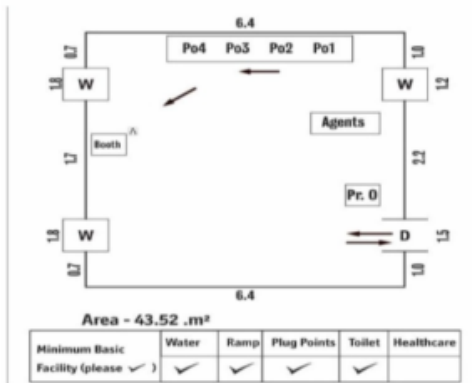 6.4
0.7
Po4 Po3 Po2 Po1
1.0
1.8
W
W
1.2
Agents
Booth
1.7
2.2
Pr. O
1.8
W
D
1.5
0.7
1.0
6.4
Area - 43.52 .m²
Minimum Basic Facility (please ✓ )
Water
Ramp
Plug Points
Toilet
Healthcare
✓ ✓ ✓ ✓